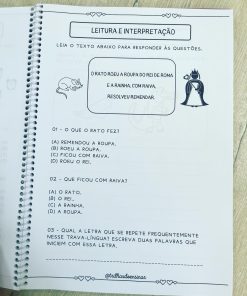 LEITURA E INTERPRETAÇÃO
LEIA O TEXTO ABAIXO PARA RESPONDER ÀS QUESTÕES.
O RATO ROEU A ROUPA DO REI DE ROMA
E A RAINHA, COM RAIVA,
RESOLVEU REMENDAR.
01 - O QUE O RATO FEZ?
(A) REMENDOU A ROUPA.
(B) ROEU A ROUPA.
(C) FICOU COM RAIVA.
(D) ROEU O REI.
02 - QUE FICOU COM RAIVA?
(A) O RATO,
(B) O REI,
(C) A RAINHA,
(D) A ROUPA.
03 - QUAL A LETRA QUE SE REPETE FREQUENTEMENTE
NESSE TRAVA-LÍNGUA? ESCREVA DUAS PALAVRAS QUE
INICIEM COM ESSA LETRA.